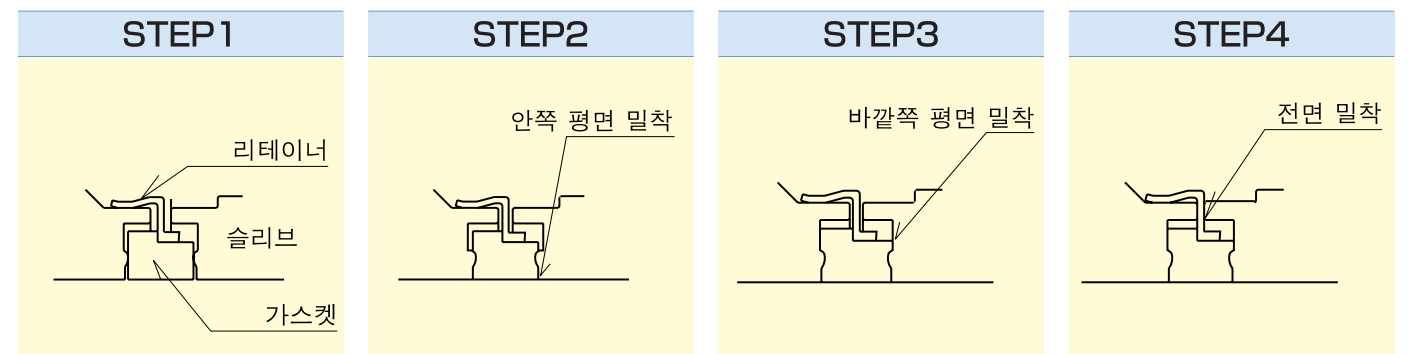 STEP1
리테이너
슬리브
가스켓
STEP2
안쪽 평면 밀착
STEP3
바깥쪽 평면 밀착
STEP4
전면 밀착